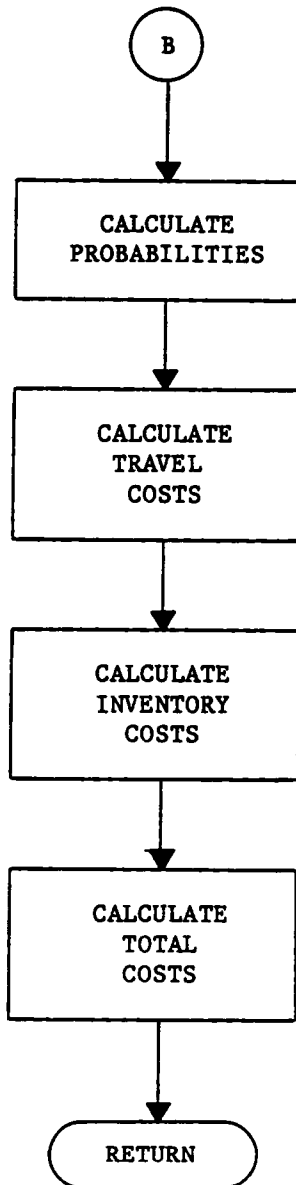 B
CALCULATE
PROBABILITIES
CALCULATE
TRAVEL
COSTS
CALCULATE
INVENTORY
COSTS
CALCULATE
TOTAL
COSTS
RETURN